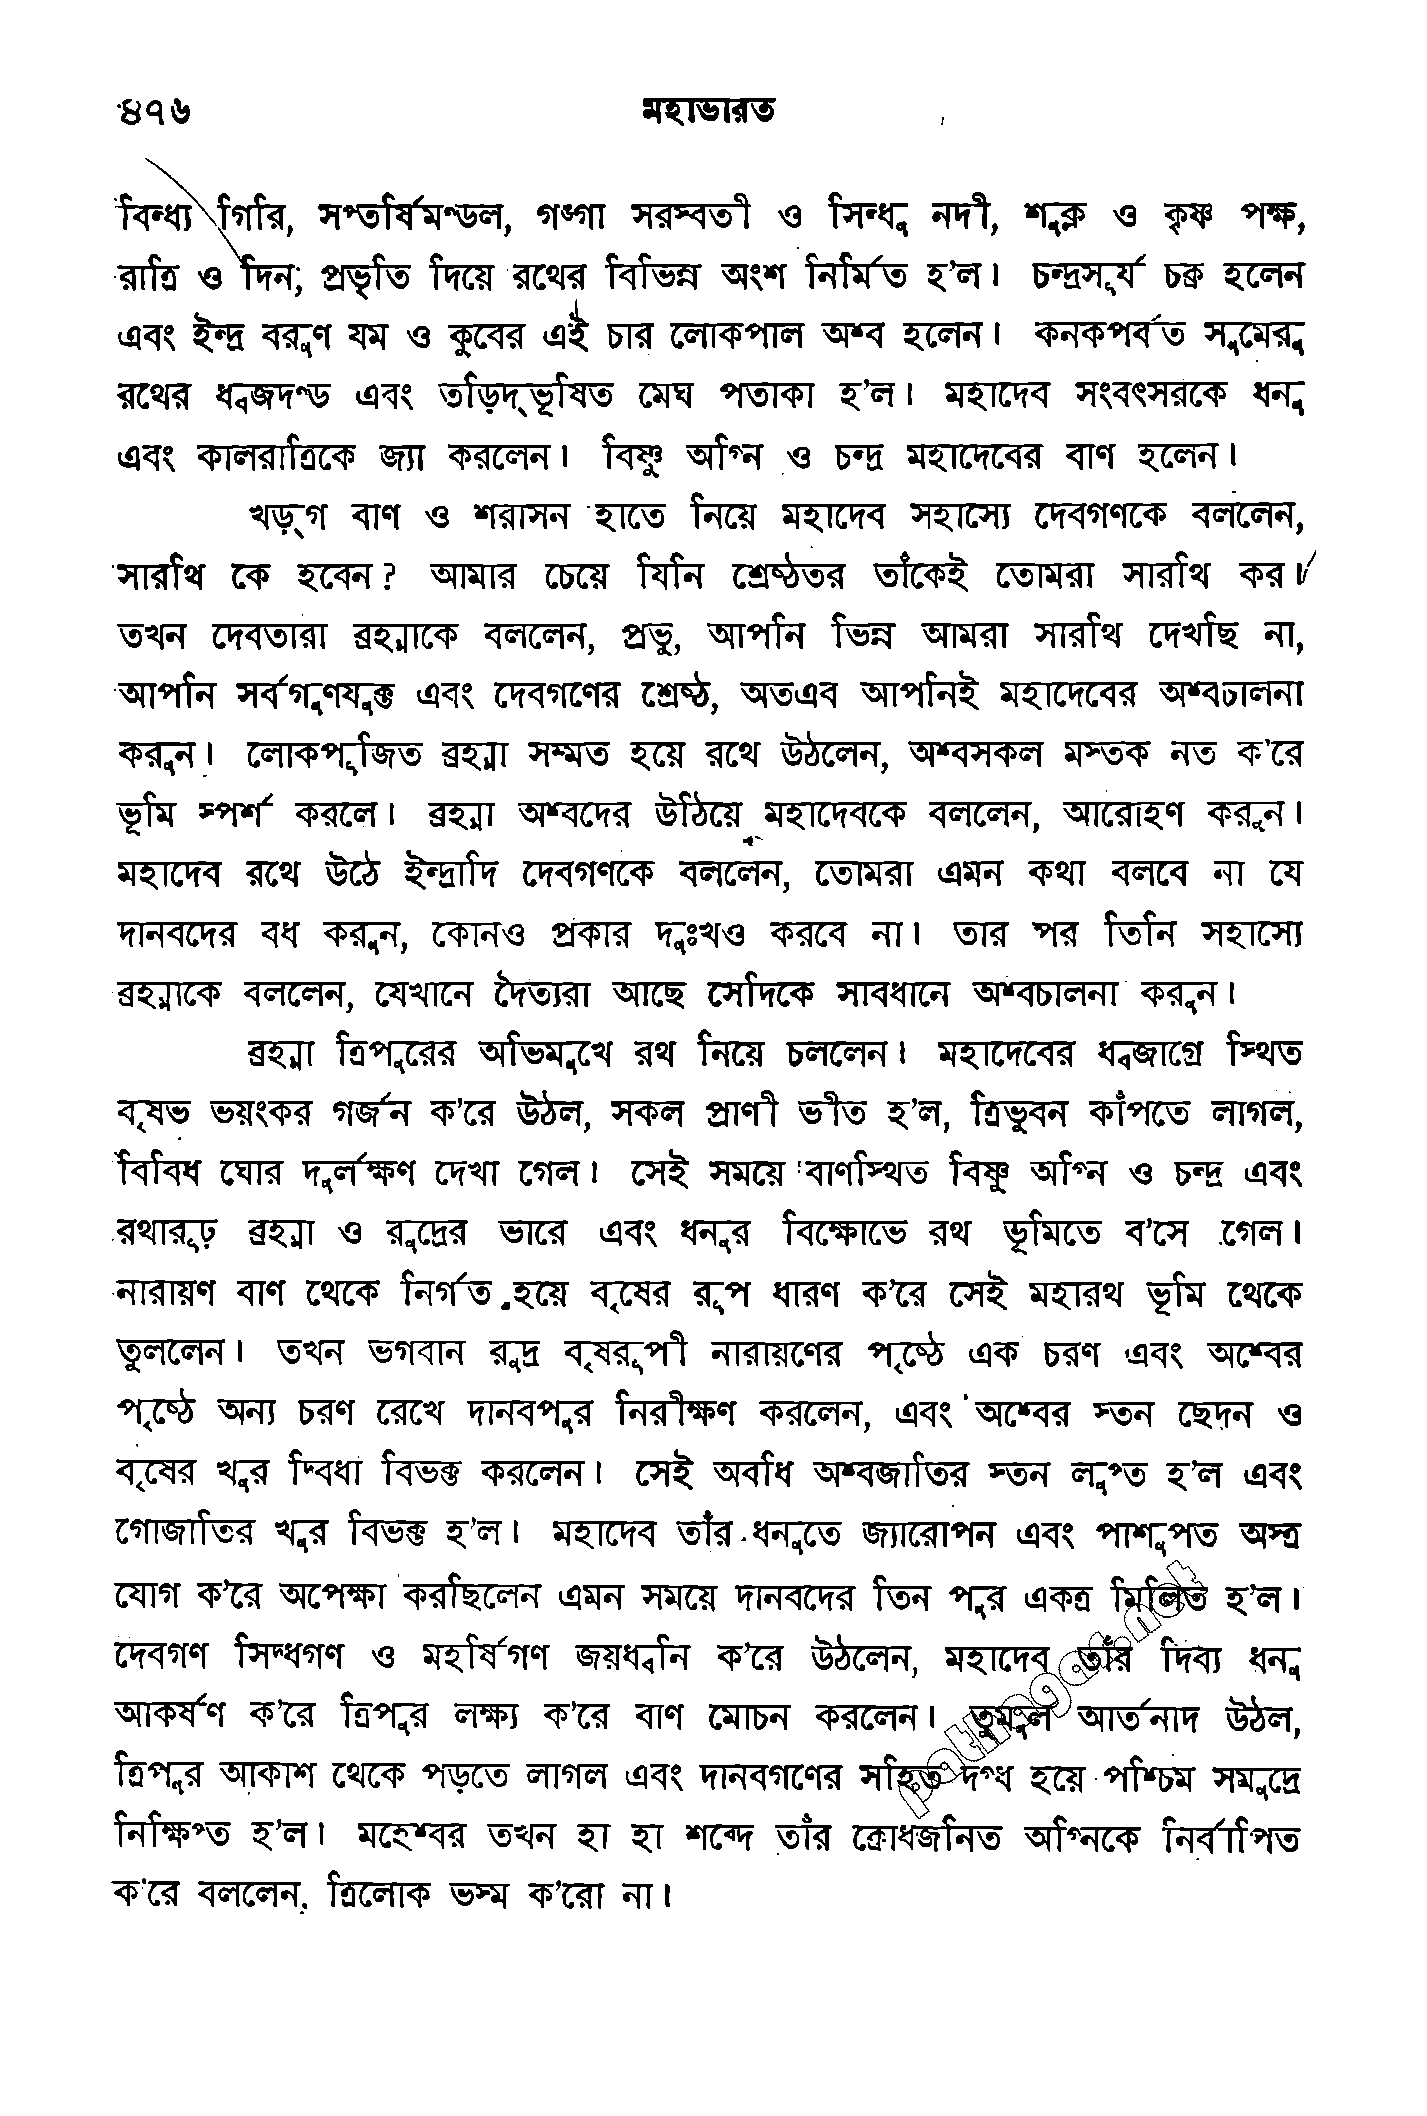 ৪৭৬
মহাভারত
বিন্ধ্য গিরি, সপ্তর্ষিমণ্ডল, গঙ্গা সরস্বতী ও সিন্ধু নদী, শুক্ল ও কৃষ্ণ পক্ষ,
রাত্রি ও দিন; প্রভৃতি দিয়ে রথের বিভিন্ন অংশ নির্মিত হ’ল। চন্দ্রসূর্য চক্র হলেন
এবং ইন্দ্র বরুণ যম ও কুবের এই চার লোকপাল অশ্ব হলেন। কনকপর্বত সুমেরু
রথের ধ্বজদণ্ড এবং তড়িদ্‌ভূষিত মেঘ পতাকা হ’ল। মহাদেব সংবৎসরকে ধনু
এবং কালরাত্রিকে জ্যা করলেন। বিষ্ণু অগ্নি ও চন্দ্র মহাদেবের বাণ হলেন।
খড়্‌গ বাণ ও শরাসন হাতে নিয়ে মহাদেব সহাস্যে দেবগণকে বললেন,
সারথি কে হবেন? আমার চেয়ে যিনি শ্রেষ্ঠতর তাঁকেই তোমরা সারথি কর।
তখন দেবতারা ব্রহ্মাকে বললেন, প্রভু, আপনি ভিন্ন আমরা সারথি দেখছি না,
আপনি সর্বগুণযুক্ত এবং দেবগণের শ্রেষ্ঠ, অতএব আপনিই মহাদেবের অশ্বচালনা
করুন। লোকপূজিত ব্রহ্মা সম্মত হয়ে রথে উঠলেন, অশ্বসকল মস্তক নত ক’রে
ভূমি স্পর্শ করলে। ব্রহ্মা অশ্বদের উঠিয়ে মহাদেবকে বললেন, আরোহণ করুন।
মহাদেব রথে উঠে ইন্দ্রাদি দেবগণকে বললেন, তোমরা এমন কথা বলবে না যে
দানবদের বধ করুন, কোনও প্রকার দুঃখও করবে না। তার পর তিনি সহাস্যে
ব্রহ্মাকে বললেন, যেখানে দৈত্যরা আছে সেদিকে সাবধানে অশ্বচালনা করুন।
ব্রহ্মা ত্রিপুরের অভিমুখে রথ নিয়ে চললেন। মহাদেবের ধ্বজাগ্রে স্থিত
বৃষভ ভয়ংকর গর্জন ক’রে উঠল, সকল প্রাণী ভীত হ’ল, ত্রিভুবন কাঁপতে লাগল,
বিবিধ ঘোর দুর্লক্ষণ দেখা গেল। সেই সময়ে বাণস্থিত বিষ্ণু অগ্নি ও চন্দ্র এবং
রথারূঢ় ব্রহ্মা ও রুদ্রের ভারে এবং ধনুর বিক্ষোভে রথ ভূমিতে ব’সে গেল।
নারায়ণ বাণ থেকে নির্গত হয়ে বৃষের রূপ ধারণ ক’রে সেই মহারথ ভূমি থেকে
তুললেন। তখন ভগবান রুদ্র বৃষরূপী নারায়ণের পৃষ্ঠে এক চরণ এবং অশ্বের
পৃষ্ঠে অন্য চরণ রেখে দানবপুর নিরীক্ষণ করলেন, এবং অশ্বের স্তন ছেদন ও
বৃষের খুর দ্বিধা বিভক্ত করলেন। সেই অবধি অশ্বজাতির স্তন লুপ্ত হ’ল এবং
গোজাতির খুর বিভক্ত হ’ল। মহাদেব তাঁর ধনুতে জ্যারোপন এবং পাশুপত অস্ত্র
যোগ ক’রে অপেক্ষা করছিলেন এমন সময়ে দানবদের তিন পুর একত্র মিলিত হ’ল।
দেবগণ সিদ্ধগণ ও মহর্ষিগণ জয়ধ্বনি ক’রে উঠলেন, মহাদেব তাঁর দিব্য ধনু
আকর্ষণ ক’রে ত্রিপুর লক্ষ্য ক’রে বাণ মোচন করলেন। তুমুল আর্তনাদ উঠল,
ত্রিপুর আকাশ থেকে পড়তে লাগল এবং দানবগণের সহিত দগ্ধ হয়ে পশ্চিম সমুদ্রে
নিক্ষিপ্ত হ’ল। মহেশ্বর তখন হা হা শব্দে তাঁর ক্রোধজনিত অগ্নিকে নির্বাপিত
ক’রে বললেন, ত্রিলোক ভস্ম ক’রো না।
pathagar.net